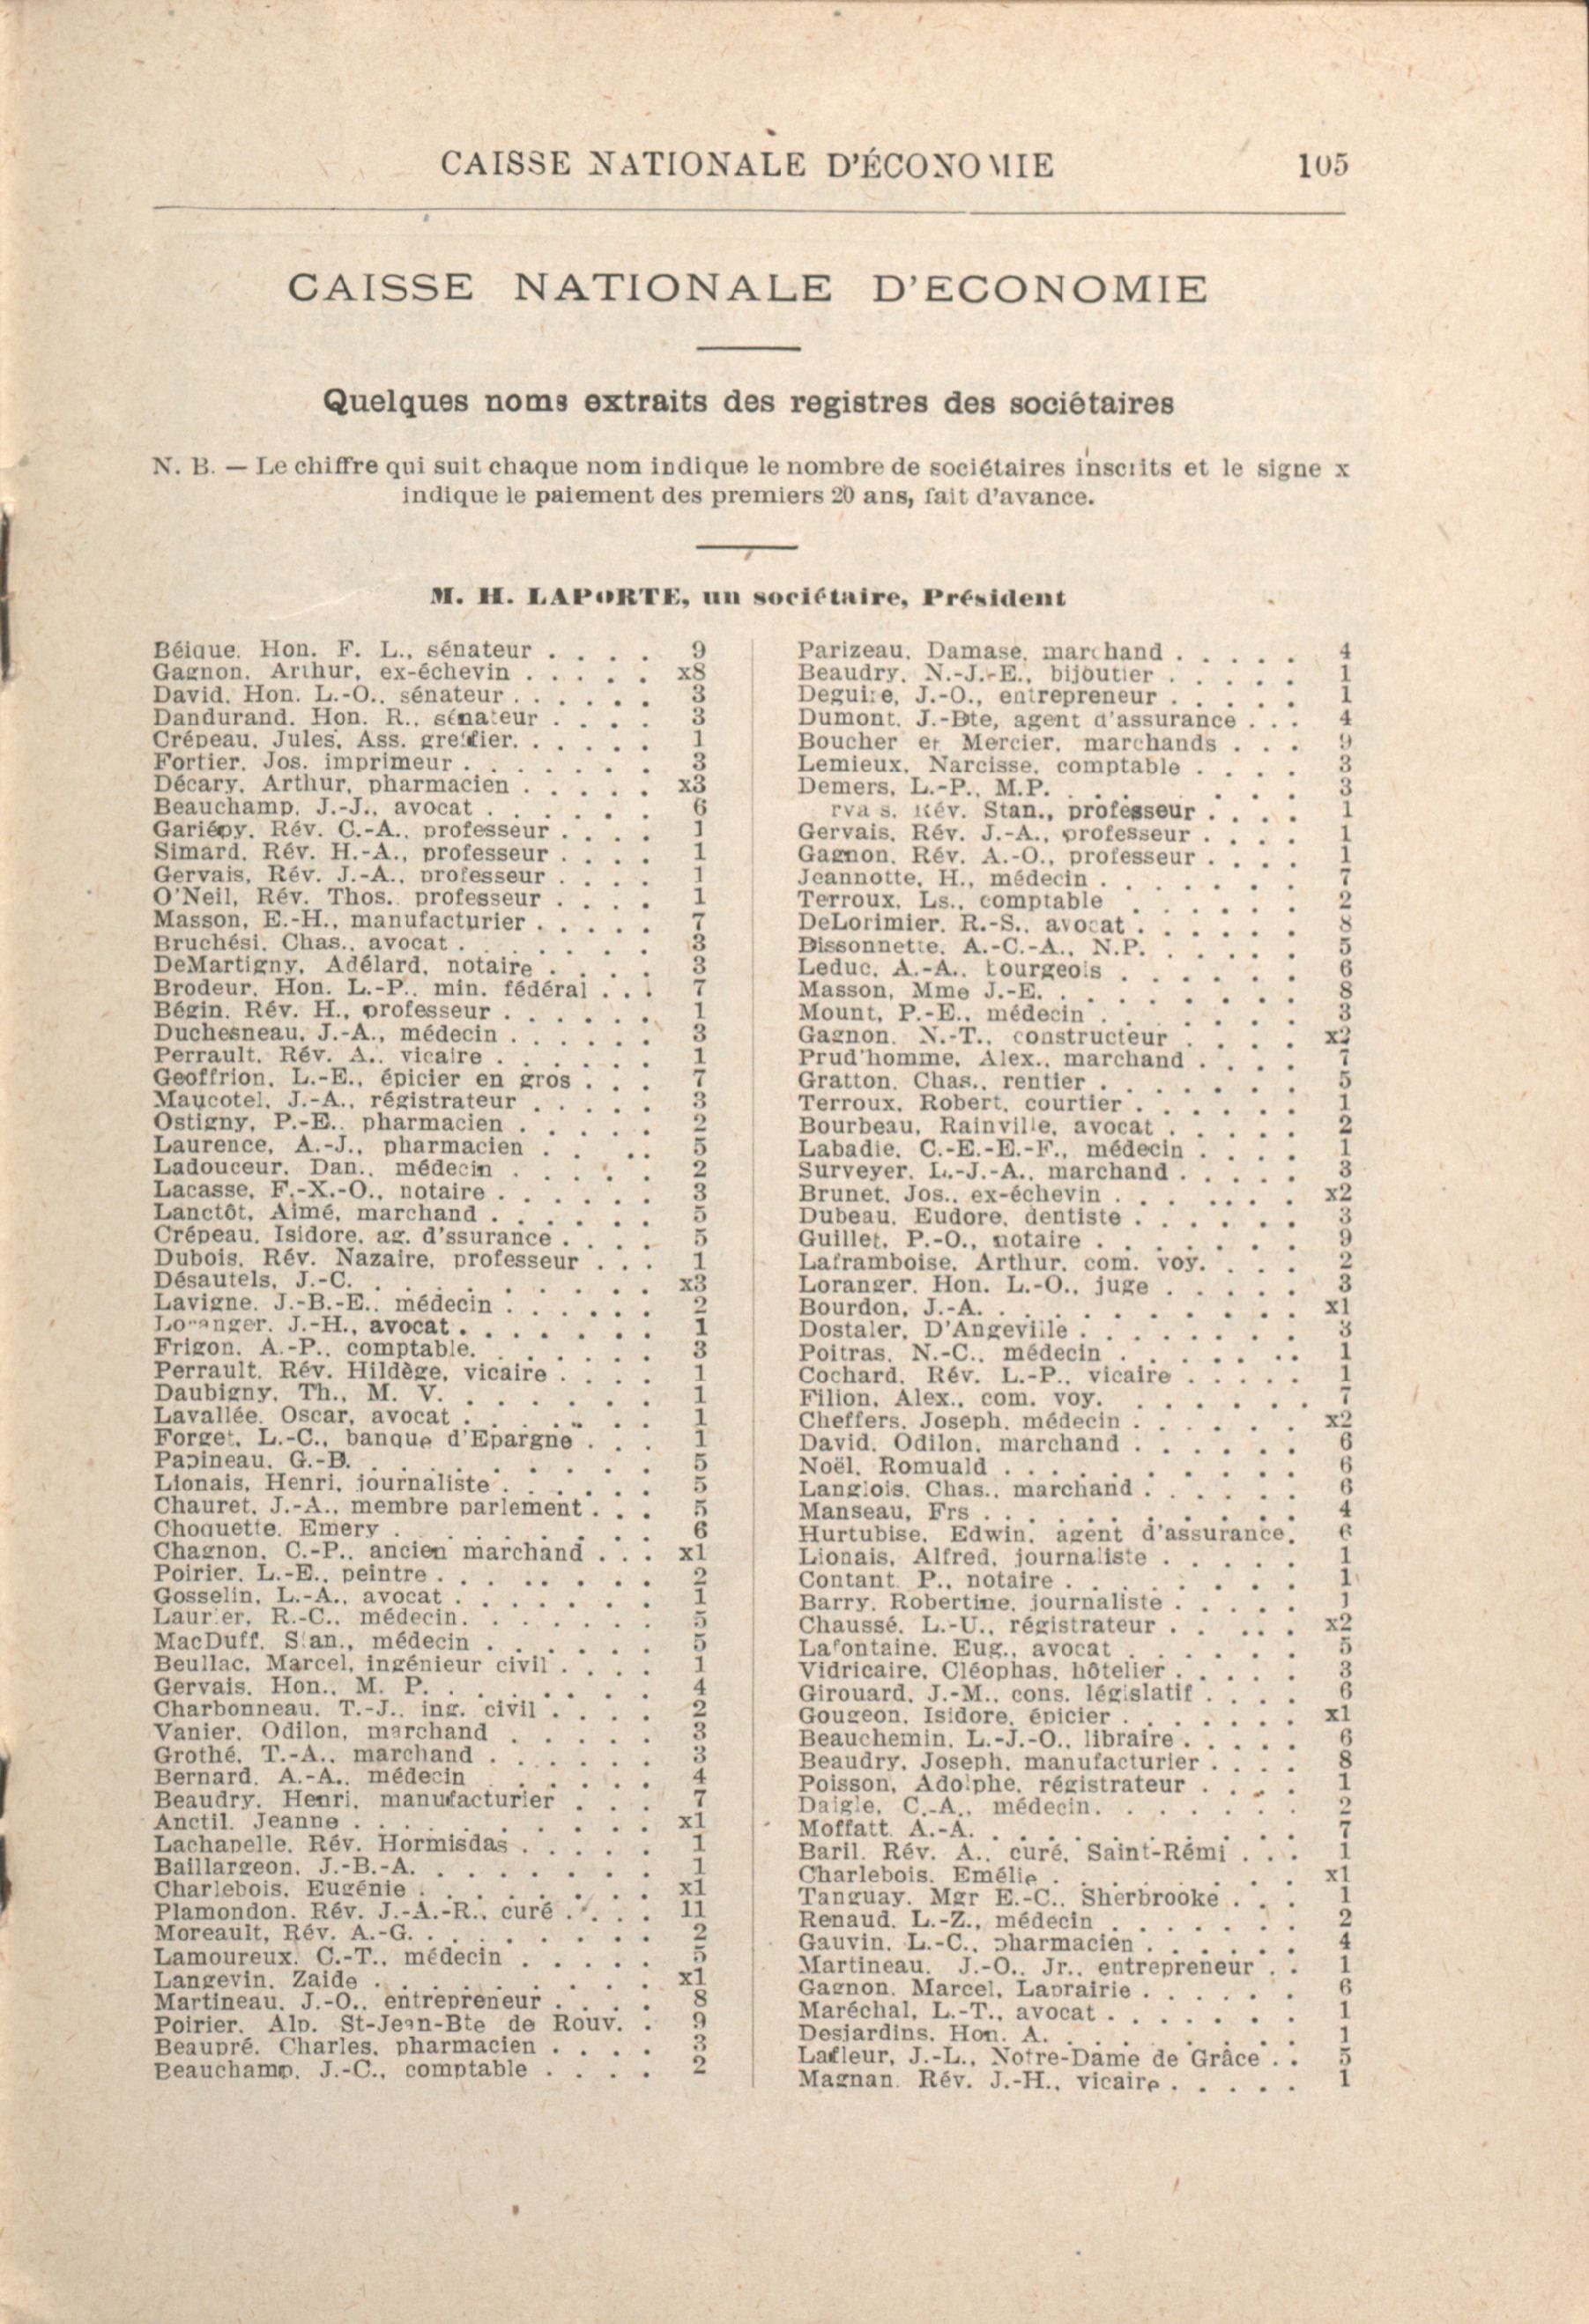 CAISSE NATIONALE D'ÉCONOMIE 105
CAISSE NATIONALE D'ECONOMIE
Quelques noms extraits des registres des sociétaires
N. B. — Le chiffre qui suit chaque nom indique le nombre de sociétaires inscrits et le signe x
indique le paiement des premiers 20 ans, fait d'avance.
M. H. LAPORTE, un sociétaire, Président
Béique, Hon. F. L., sénateur . . . . 9
Gagnon, Arthur, ex-échevin . . . . . x8
David, Hon. L.-O., sénateur . . . . . . 3
Dandurand, Hon. R., sénateur . . . . 3
Crépeau, Jules, Ass. greffier. . . . . . 1
Fortier, Jos. imprimeur . . . . . . . 3
Décary, Arthur, pharmacien . . . . . x3
Beauchamp, J.-J., avocat . . . . . . 6
Gariépy, Rév. C.-A., professeur . . . . 1
Simard, Rév. H.-A., professeur . . . . 1
Gervais, Rév. J.-A., professeur . . . . 1
O'Neil, Rév. Thos., professeur . . . . 1
Masson, E.-H., manufacturier . . . . . 7
Bruchési, Chas., avocat . . . . . . 3
DeMartigny, Adélard, notaire . . . . 3
Brodeur, Hon. L.-P., min. fédéral . . . 7
Bégin, Rév. H., professeur . . . . . . 1
Duchesneau, J.-A., médecin . . . . . . 3
Perrault, Rév. A., vicaire . . . . . . 1
Geoffrion, L.-E., épicier en gros . . . 7
Maucotel, J.-A., régistrateur . . . . . 3
Ostigny, P.-E., pharmacien . . . . . 2
Laurence, A.-J., pharmacien . . . . 5
Ladouceur, Dan., médecin . . . . . 2
Lacasse, F.-X.-O., notaire . . . . . . 3
Lanctôt, Aimé, marchand . . . . . . 5
Crépeau, Isidore, ag. d'ssurance . . . . 5
Dubois, Rév. Nazaire, professeur . . . 1
Désautels, J.-C. . . . . . . . x3
Lavigne, J.-B.-E., médecin . . . . . . 2
Loranger, J.-H., avocat . . . . . . . 1
Frigon, A.-P., comptable. . . . . . 3
Perrault, Rév. Hildège, vicaire . . . . 1
Daubigny, Th., M. V. . . . . . . 1
Lavallée, Oscar, avocat . . . . . . 1
Forget, L.-C., banque d'Epargne . . . 1
Papineau, G.-B. . . . . . . . 5
Lionais, Henri, journaliste . . . . . 5
Chauret, J.-A., membre parlement . . . 5
Choquette, Emery . . . . . . . 6
Chagnon, C.-P., ancien marchand . . . x1
Poirier, L.-E., peintre . . . . . . . 2
Gosselin, L.-A., avocat . . . . . . . 1
Laurier, R.-C., médecin. . . . . . . 5
MacDuff, Stan., médecin . . . . . . 5
Beullac, Marcel, ingénieur civil . . . . 1
Gervais, Hon., M. P. . . . . . . 4
Charbonneau, T.-J., ing. civil . . . . 2
Vanier, Odilon, marchand . . . . . 3
Grothé, T.-A., marchand . . . . . . 3
Bernard, A.-A., médecin . . . . . 4
Beaudry, Henri, manufacturier . . . 7
Anctil, Jeanne . . . . . . . . x1
Lachapelle, Rév. Hormisdas . . . . . 1
Baillargeon, J.-B.-A. . . . . . . 1
Charlebois, Eugénie . . . . . . . x1
Plamondon, Rév. J.-A.-R., curé . . . . 11
Moreault, Rév. A.-G. . . . . . . . 2
Lamoureux, C.-T., médecin . . . . . 5
Langevin, Zaide . . . . . . . . x1
Martineau, J.-O., entrepreneur . . . . 8
Poirier, Alp. St-Jean-Bte de Rouv. . 9
Beaupré, Charles, pharmacien . . . . 3
Beauchamp, J.-C., comptable . . . . 2
Parizeau, Damase, marchand . . . . . 4
Beaudry, N.-J.-E., bijoutier . . . . . 1
Deguire, J.-O., entrepreneur . . . . . 1
Dumont, J.-Bte, agent d'assurance . . . 4
Boucher et Mercier, marchands . . . 9
Lemieux, Narcisse, comptable . . . . 3
Demers, L.-P., M.P. . . . . . . 3
rva s, Rév. Stan., professeur . . . . 1
Gervais, Rév. J.-A., professeur . . . . 1
Gagnon, Rév. A.-O., professeur . . . . 1
Jeannotte, H., médecin . . . . . . . 7
Terroux, Ls., comptable . . . . . . 2
DeLorimier, R.-S., avocat . . . . . . 8
Bissonnette, A.-C.-A., N.P. . . . . . 5
Leduc, A.-A., bourgeois . . . . . . 6
Masson, Mme J.-E. . . . . . . . 8
Mount, P.-E., médecin . . . . . . 3
Gagnon, N.-T., constructeur . . . . x2
Prud'homme, Alex., marchand . . . . 7
Gratton, Chas., rentier . . . . . . . 5
Terroux, Robert, courtier . . . . . . 1
Bourbeau, Rainville, avocat . . . . . 2
Labadie, C.-E.-E.-F., médecin . . . . 1
Surveyer, L.-J.-A., marchand . . . . . 3
Brunet, Jos., ex-échevin . . . . . . x2
Dubeau, Eudore, dentiste . . . . . . 3
Guillet, P.-O., notaire . . . . . . . 9
Laframboise, Arthur, com. voy. . . . 2
Loranger, Hon. L.-O., juge . . . . . 3
Bourdon, J.-A. . . . . . . . . x1
Dostaler, D'Angeville . . . . . . . 3
Poitras, N.-C., médecin . . . . . . 1
Cochard, Rév. L.-P., vicaire . . . . . 1
Filion, Alex., com. voy. . . . . . . 7
Cheffers, Joseph, médecin . . . . . . x2
David, Odilon, marchand . . . . . . 6
Noël, Romuald . . . . . . . . . 6
Langlois, Chas., marchand . . . . . . 6
Manseau, Frs . . . . . . . . . 4
Hurtubise, Edwin, agent d'assurance. 6
Lionais, Alfred, journaliste . . . . . 1
Contant P., notaire . . . . . . . 1
Barry, Robertine, journaliste . . . . . 1
Chaussé, L.-U., régistrateur . . . . . x2
Lafontaine, Eug., avocat . . . . . . 5
Vidricaire, Cléophas, hôtelier . . . . . 3
Girouard, J.-M., cons. législatif . . . . 6
Gougeon, Isidore, épicier . . . . . . x1
Beauchemin, L.-J.-O., libraire . . . . . 6
Beaudry, Joseph, manufacturier . . . . 8
Poisson, Adolphe, régistrateur . . . . 1
Daigle, C.-A., médecin. . . . . . . 2
Moffatt A.-A. . . . . . . . . 7
Baril, Rév. A., curé, Saint-Rémi . . . 1
Charlebois, Emélie . . . . . . . x1
Tanguay, Mgr E.-C., Sherbrooke . . . 1
Renaud, L.-Z., médecin . . . . . . . 2
Gauvin, L.-C., pharmacien . . . . . . 4
Martineau, J.-O., Jr., entrepreneur . . 1
Gagnon, Marcel, Laprairie . . . . . . 6
Maréchal, L.-T., avocat . . . . . . . 1
Desjardins, Hon. A. . . . . . . . 1
Lafleur, J.-L., Notre-Dame de Grâce . . 5
Magnan, Rév. J.-H., vicaire . . . . . 1